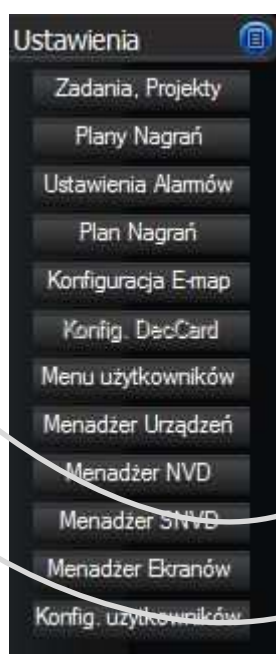 Ustawienia
Zadania, Projekty
Plany Nagrań
Ustawienia Alarmów
Plan Nagrań
Konfiguracja E-map
Konfig. DecCard
Menu użytkowników
Menadżer Urządzeń
Menadżer NVD
Menadżer SNVD
Menadżer Ekranów
Konfig. użytkowników